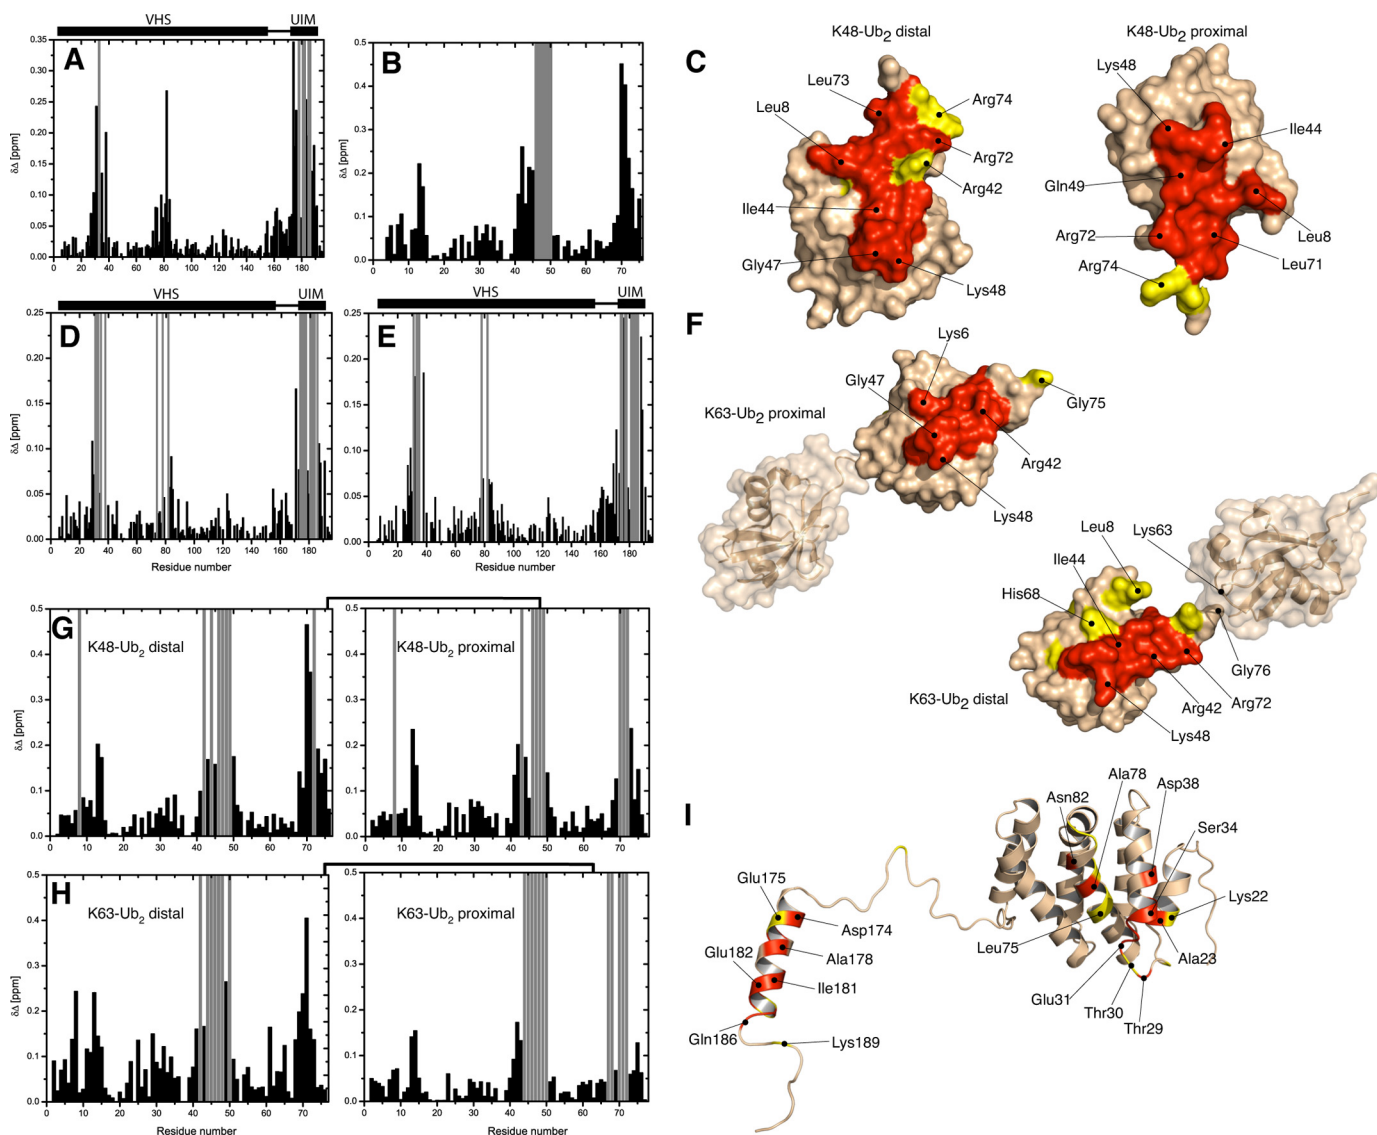 VHS UIM
A
δΔ [ppm]
0.35
0.30
0.25
0.20
0.15
0.10
0.05
0.00
0 20 40 60 80 100 120 140 160 180
B
δΔ [ppm]
0.5
0.4
0.3
0.2
0.1
0.0
0 10 20 30 40 50 60 70
C
K48-Ub2 distal
Leu73
Leu8
Arg74
Arg72
Arg42
Ile44
Gly47
Lys48
K48-Ub2 proximal
Lys48
Ile44
Gln49
Arg72
Leu8
Arg74
Leu71
VHS UIM
D
δΔ [ppm]
0.25
0.20
0.15
0.10
0.05
0.00
0 20 40 60 80 100 120 140 160 180
Residue number
VHS UIM
E
0.25
0.20
0.15
0.10
0.05
0.00
0 20 40 60 80 100 120 140 160 180
Residue number
F
Lys6
Gly47
Gly75
K63-Ub2 proximal
Arg42
Lys48
Leu8
Lys63
Ile44
His68
Gly76
K63-Ub2 distal
Arg42
Arg72
Lys48
G
K48-Ub2 distal
δΔ [ppm]
0.5
0.4
0.3
0.2
0.1
0.0
0 10 20 30 40 50 60 70
K48-Ub2 proximal
0.5
0.4
0.3
0.2
0.1
0.0
0 10 20 30 40 50 60 70
H
K63-Ub2 distal
δΔ [ppm]
0.5
0.4
0.3
0.2
0.1
0.0
0 10 20 30 40 50 60 70
Residue number
K63-Ub2 proximal
0.5
0.4
0.3
0.2
0.1
0.0
0 10 20 30 40 50 60 70
Residue number
I
Ala78
Asn82
Asp38
Ser34
Glu175
Lys22
Asp174
Leu75
Glu182
Ala178
Ala23
Ile181
Glu31
Thr30
Thr29
Gln186
Lys189